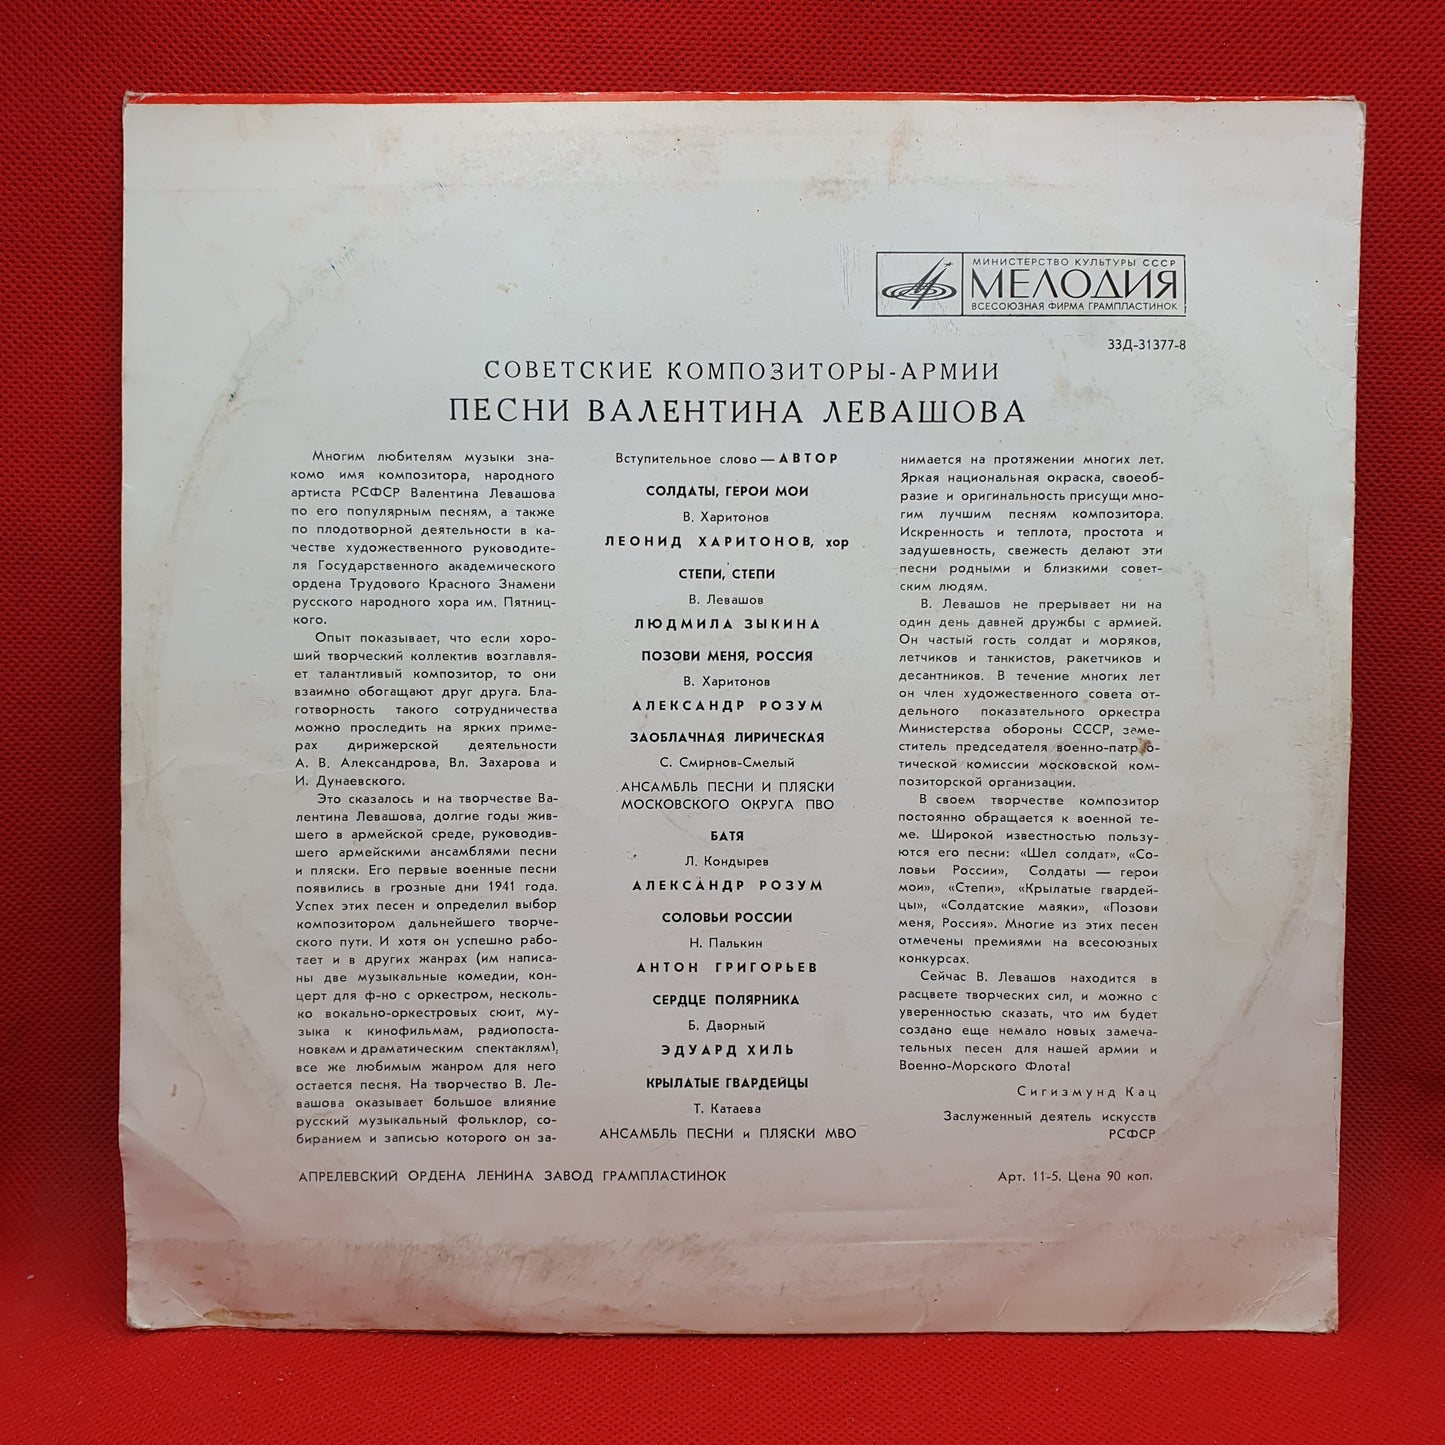 МИНИСТЕРСТВО КУЛЬТУРЫ СССР
МЕЛОДИЯ
ВСЕСОЮЗНАЯ ФИРМА ГРАМПЛАСТИНОК
33Д-31377-8
СОВЕТСКИЕ КОМПОЗИТОРЫ-АРМИИ
ПЕСНИ ВАЛЕНТИНА ЛЕВАШОВА
Многим любителям музыки зна-
комо имя композитора, народного
артиста РСФСР Валентина Левашова
по его популярным песням, а также
по плодотворной деятельности в ка-
честве художественного руководите-
ля Государственного академического
ордена Трудового Красного Знамени
русского народного хора им. Пятниц-
кого.
Опыт показывает, что если хоро-
ший творческий коллектив возглавля-
ет талантливый композитор, то они
взаимно обогащают друг друга. Бла-
готворность такого сотрудничества
можно проследить на ярких приме-
рах дирижерской деятельности
А. В. Александрова, Вл. Захарова и
И. Дунаевского.
Это сказалось и на творчестве Ва-
лентина Левашова, долгие годы жив-
шего в армейской среде, руководив-
шего армейскими ансамблями песни
и пляски. Его первые военные песни
появились в грозные дни 1941 года.
Успех этих песен и определил выбор
композитором дальнейшего творче-
ского пути. И хотя он успешно рабо-
тает и в других жанрах (им написа-
ны две музыкальные комедии, кон-
церт для ф-но с оркестром, несколь-
ко вокально-оркестровых сюит, му-
зыка к кинофильмам, радиопоста-
новкам и драматическим спектаклям),
все же любимым жанром для него
остается песня. На творчество В. Ле-
вашова оказывает большое влияние
русский музыкальный фольклор, со-
биранием и записью которого он за-
Вступительное слово — АВТОР
СОЛДАТЫ, ГЕРОИ МОИ
В. Харитонов
ЛЕОНИД ХАРИТОНОВ, хор
СТЕПИ, СТЕПИ
В. Левашов
ЛЮДМИЛА ЗЫКИНА
ПОЗОВИ МЕНЯ, РОССИЯ
В. Харитонов
АЛЕКСАНДР РОЗУМ
ЗАОБЛАЧНАЯ ЛИРИЧЕСКАЯ
С. Смирнов-Смелый
АНСАМБЛЬ ПЕСНИ И ПЛЯСКИ
МОСКОВСКОГО ОКРУГА ПВО
БАТЯ
Л. Кондырев
АЛЕКСАНДР РОЗУМ
СОЛОВЬИ РОССИИ
Н. Палькин
АНТОН ГРИГОРЬЕВ
СЕРДЦЕ ПОЛЯРНИКА
Б. Дворный
ЭДУАРД ХИЛЬ
КРЫЛАТЫЕ ГВАРДЕЙЦЫ
Т. Катаева
АНСАМБЛЬ ПЕСНИ и ПЛЯСКИ МВО
нимается на протяжении многих лет.
Яркая национальная окраска, своеоб-
разие и оригинальность присущи мно-
гим лучшим песням композитора.
Искренность и теплота, простота и
задушевность, свежесть делают эти
песни родными и близкими совет-
ским людям.
В. Левашов не прерывает ни на
один день давней дружбы с армией.
Он частый гость солдат и моряков,
летчиков и танкистов, ракетчиков и
десантников. В течение многих лет
он член художественного совета от-
дельного показательного оркестра
Министерства обороны СССР, заме-
ститель председателя военно-патрио-
тической комиссии московской ком-
позиторской организации.
В своем творчестве композитор
постоянно обращается к военной те-
ме. Широкой известностью пользу-
ются его песни: «Шел солдат», «Со-
ловьи России», Солдаты — герои
мои», «Степи», «Крылатые гвардей-
цы», «Солдатские маяки», «Позови
меня, Россия». Многие из этих песен
отмечены премиями на всесоюзных
конкурсах.
Сейчас В. Левашов находится в
расцвете творческих сил, и можно с
уверенностью сказать, что им будет
создано еще немало новых замеча-
тельных песен для нашей армии и
Военно-Морского Флота!
Сигизмунд Кац
Заслуженный деятель искусств
РСФСР
АПРЕЛЕВСКИЙ ОРДЕНА ЛЕНИНА ЗАВОД ГРАМПЛАСТИНОК
Арт. 11-5. Цена 90 коп.